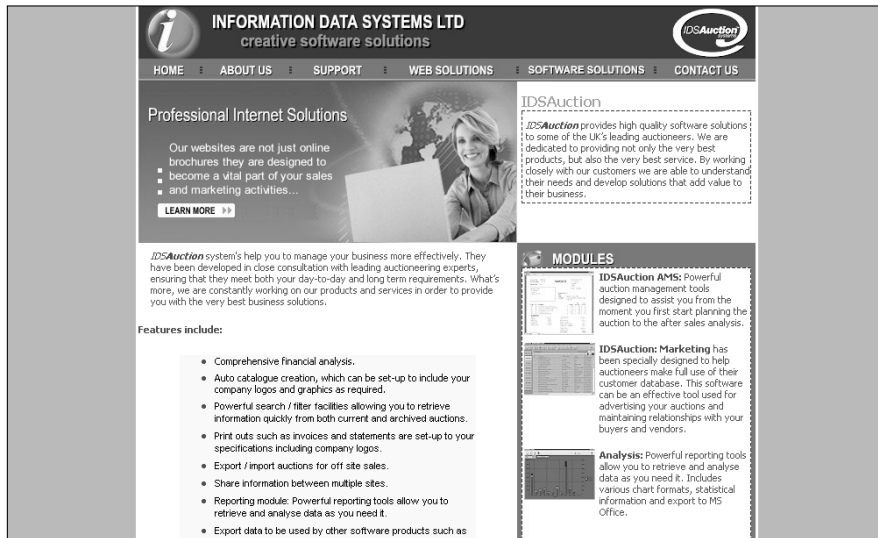 INFORMATION DATA SYSTEMS LTD
creative software solutions
IDSAuction
systems
HOME
ABOUT US
SUPPORT
WEB SOLUTIONS
SOFTWARE SOLUTIONS
CONTACT US
Professional Internet Solutions
Our websites are not just online
brochures they are designed to
become a vital part of your sales
and marketing activities...
LEARN MORE
IDSAuction
IDSAuction provides high quality software solutions
to some of the UK's leading auctioneers. We are
dedicated to providing not only the very best
products, but also the very best service. By working
closely with our customers we are able to understand
their needs and develop solutions that add value to
their business.
IDSAuction system's help you to manage your business more effectively. They
have been developed in close consultation with leading auctioneering experts,
ensuring that they meet both your day-to-day and long term requirements. What's
more, we are constantly working on our products and services in order to provide
you with the very best business solutions.
Features include:
• Comprehensive financial analysis.
• Auto catalogue creation, which can be set-up to include your
company logos and graphics as required.
• Powerful search / filter facilities allowing you to retrieve
information quickly from both current and archived auctions.
• Print outs such as invoices and statements are set-up to your
specifications including company logos.
• Export / import auctions for off site sales.
• Share information between multiple sites.
• Reporting module: Powerful reporting tools allow you to
retrieve and analyse data as you need it.
• Export data to be used by other software products such as
MODULES
IDSAuction AMS: Powerful
auction management tools
designed to assist you from the
moment you first start planning the
auction to the after sales analysis.
IDSAuction: Marketing has
been specially designed to help
auctioneers make full use of their
customer database. This software
can be an effective tool used for
advertising your auctions and
maintaining relationships with your
buyers and vendors.
Analysis: Powerful reporting tools
allow you to retrieve and analyse
data as you need it. Includes
various chart formats, statistical
information and export to MS
Office.